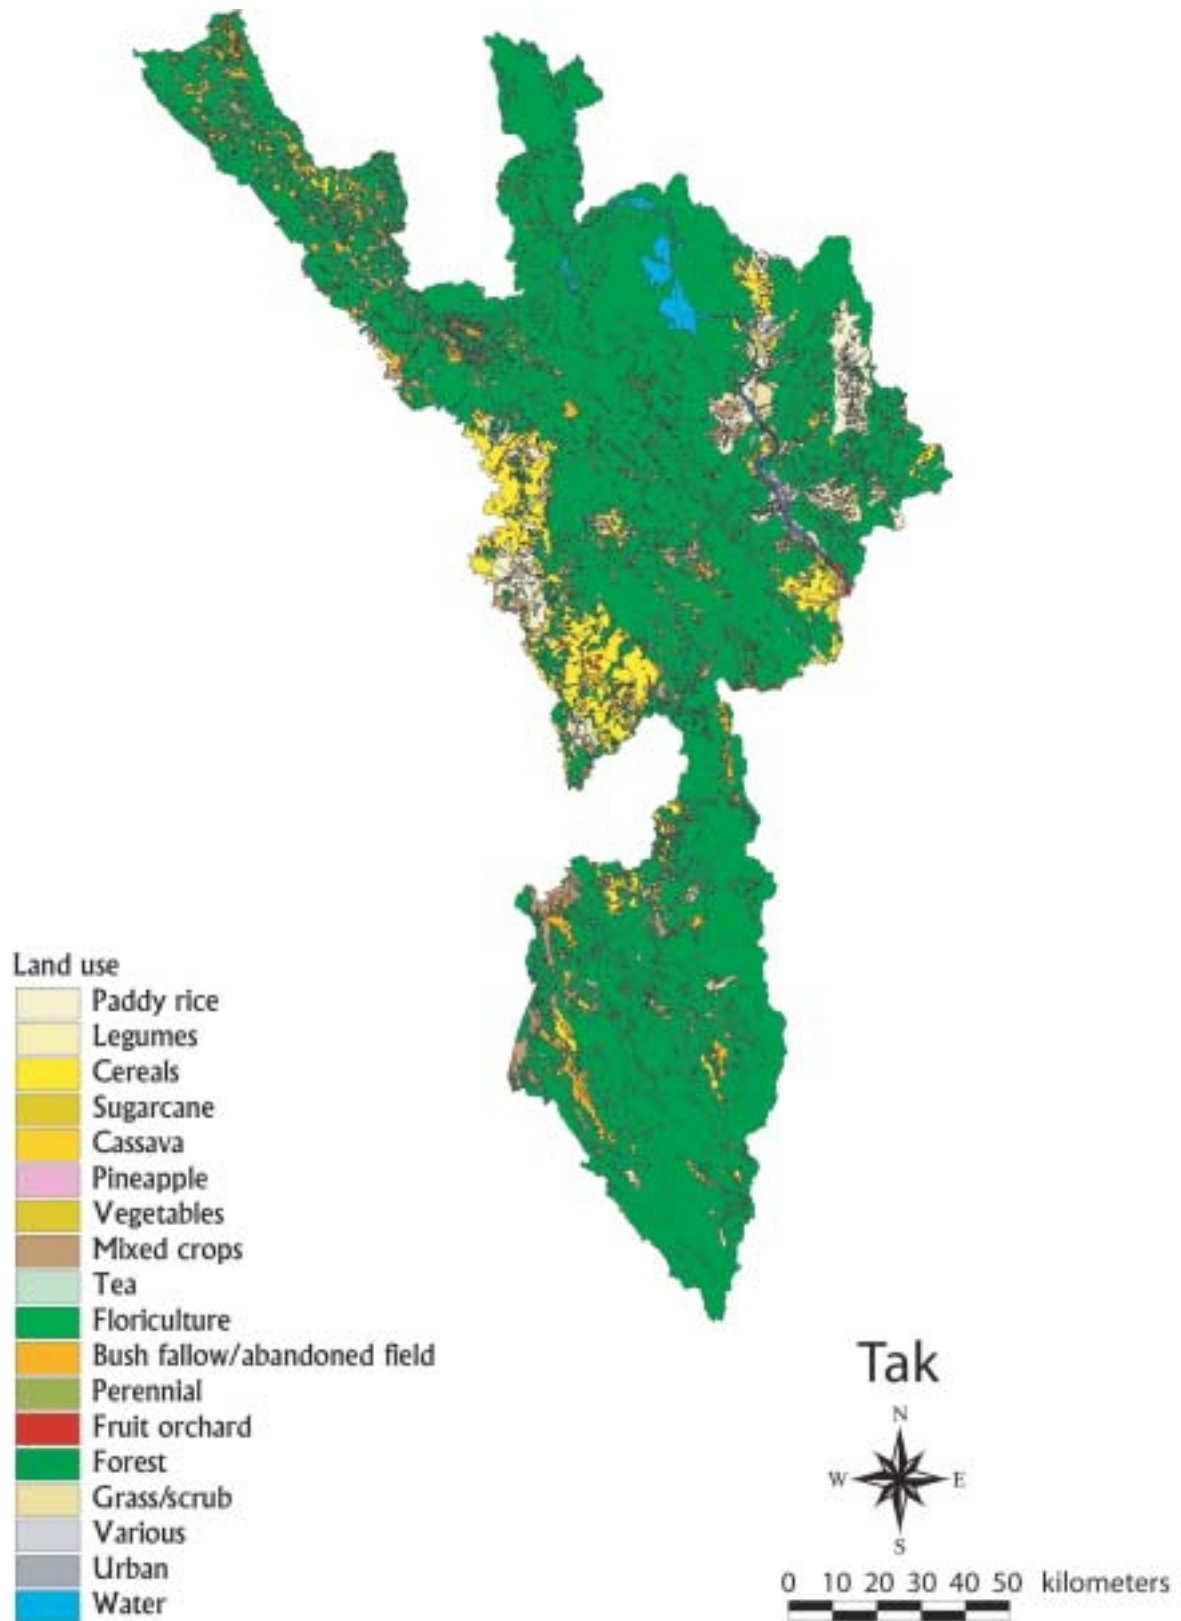 Land use
Paddy rice
Legumes
Cereals
Sugarcane
Cassava
Pineapple
Vegetables
Mixed crops
Tea
Floriculture
Bush fallow/abandoned field
Perennial
Fruit orchard
Forest
Grass/scrub
Various
Urban
Water
Tak
N
W E
S
0 10 20 30 40 50 kilometers